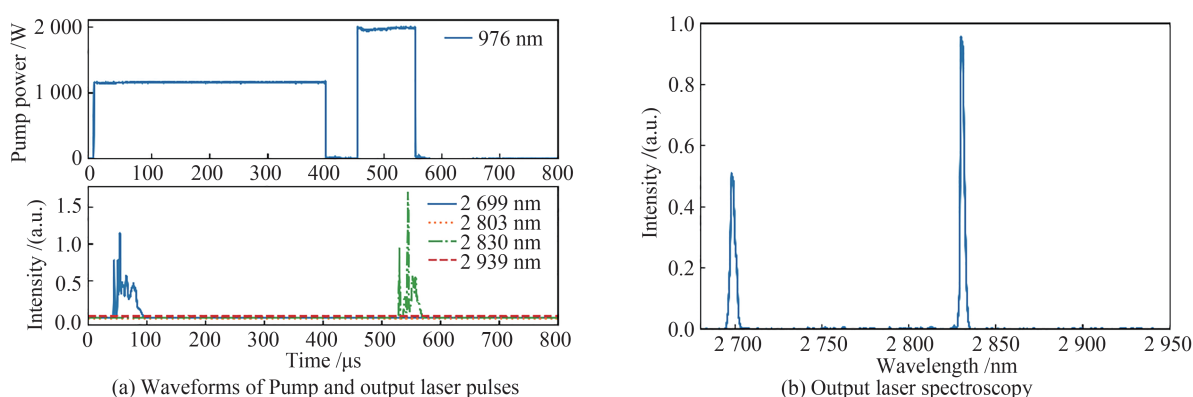 2 000
1 000
0
Pump power /W
976 nm
0 100 200 300 400 500 600 700 800
1.5
1.0
0.5
0.0
Intensity /(a.u.)
2 699 nm
2 803 nm
2 830 nm
2 939 nm
0 100 200 300 400 500 600 700 800
Time /μs
(a) Waveforms of Pump and output laser pulses
1.0
0.8
0.6
0.4
0.2
0.0
Intensity /(a.u.)
2 700 2 750 2 800 2 850 2 900 2 950
Wavelength /nm
(b) Output laser spectroscopy